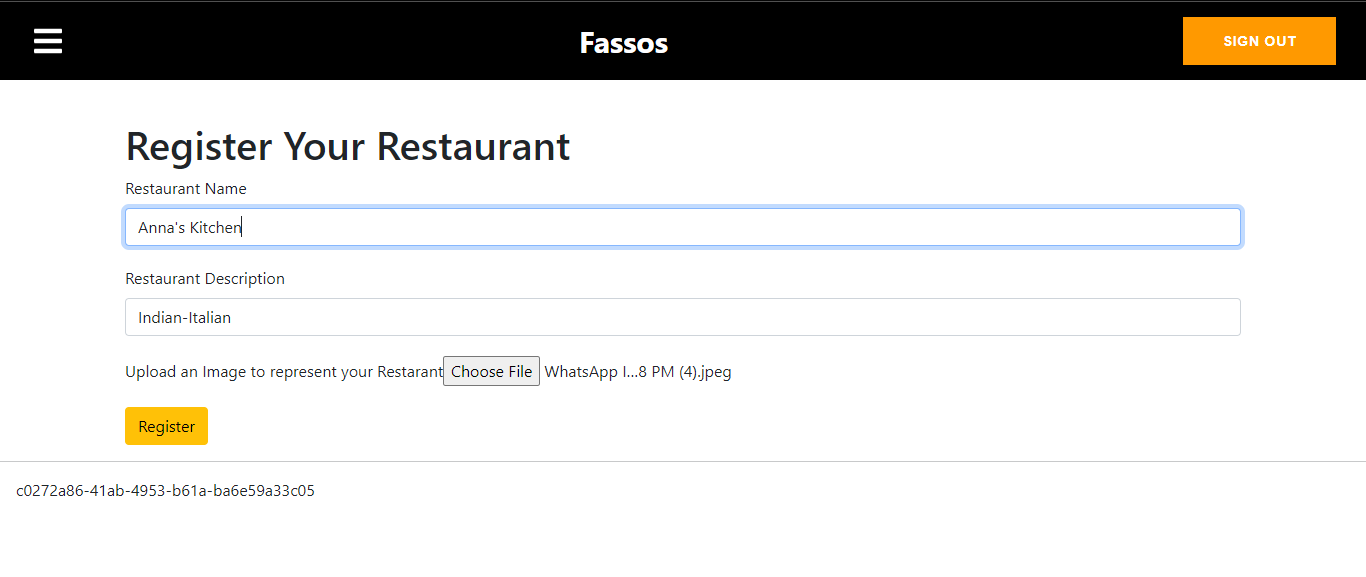 Fassos
SIGN OUT
Register Your Restaurant
Restaurant Name
Anna's Kitchen
Restaurant Description
Indian-Italian
Upload an Image to represent your Restarant Choose File WhatsApp I...8 PM (4).jpeg
Register
c0272a86-41ab-4953-b61a-ba6e59a33c05